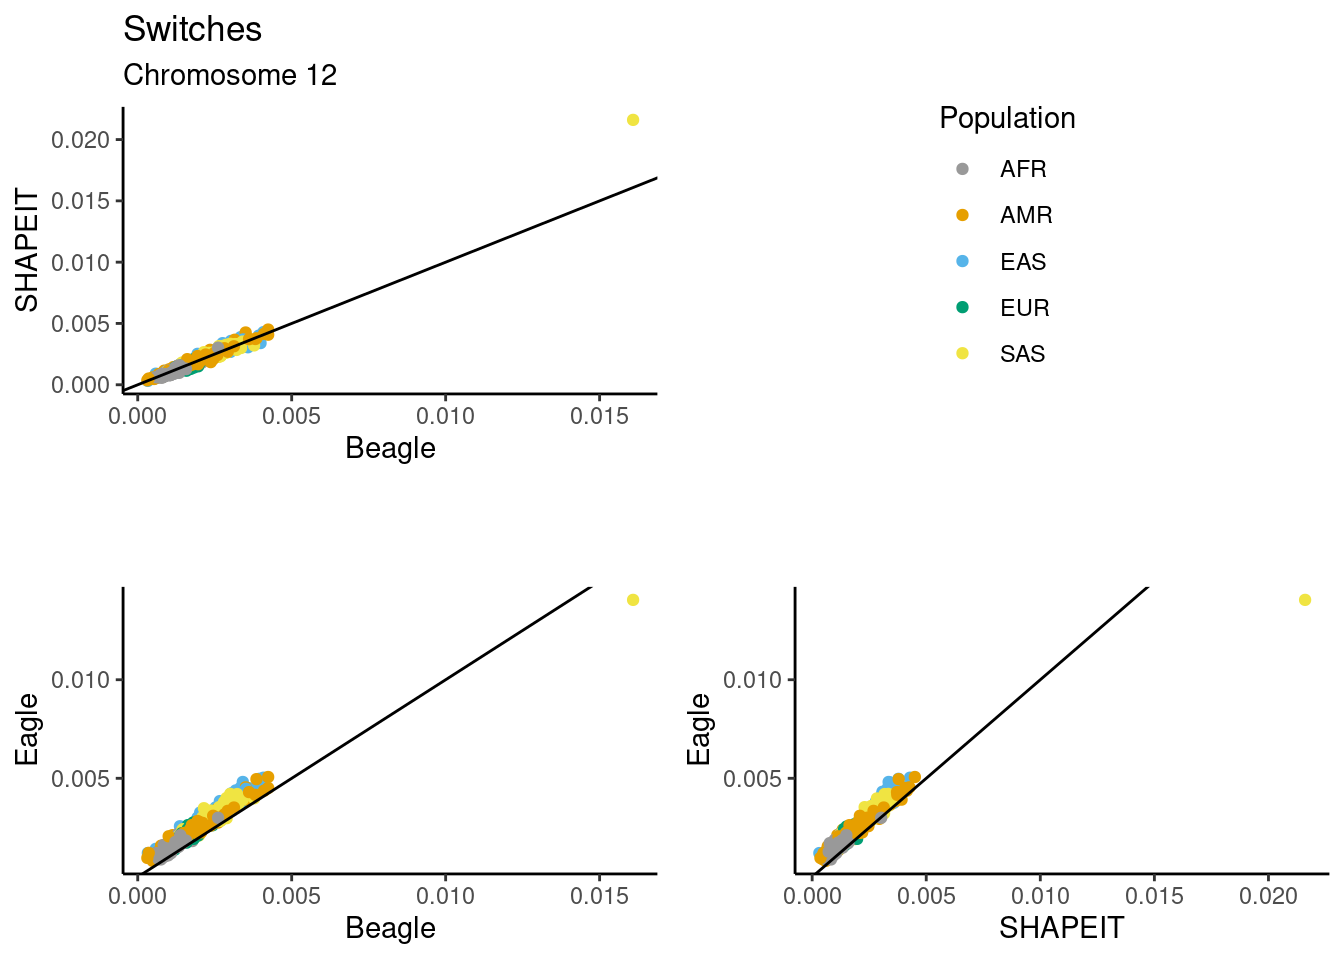 Switches
Chromosome 12
SHAPEIT
0.020
0.015
0.010
0.005
0.000
0.000 0.005 0.010 0.015
Beagle
Population
AFR
AMR
EAS
EUR
SAS
Eagle
0.010
0.005
0.000 0.005 0.010 0.015
Beagle
Eagle
0.010
0.005
0.000 0.005 0.010 0.015 0.020
SHAPEIT